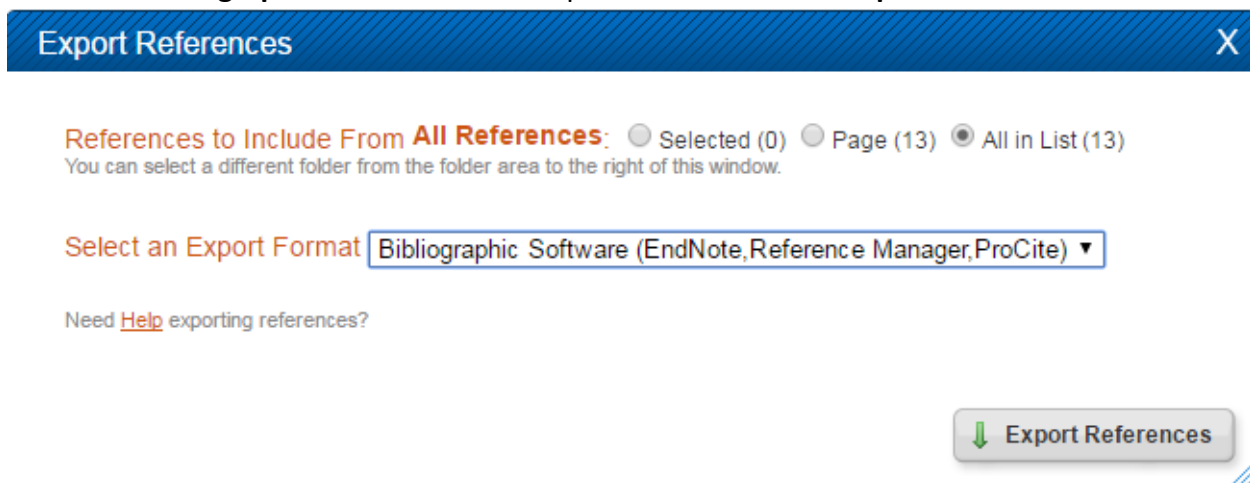 Export References X
References to Include From All References: Selected (0) Page (13) All in List (13)
You can select a different folder from the folder area to the right of this window.
Select an Export Format Bibliographic Software (EndNote,Reference Manager,ProCite) ▼
Need Help exporting references?
Export References